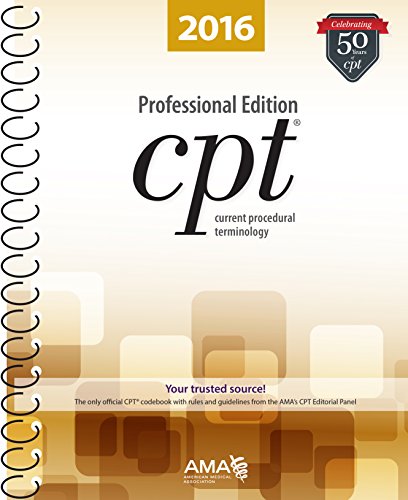 2016
Celebrating
50
Years
of
cpt
Professional Edition
cpt®
current procedural
terminology
Your trusted source!
The only official CPT® codebook with rules and guidelines from the AMA's CPT Editorial Panel
AMA
AMERICAN MEDICAL
ASSOCIATION